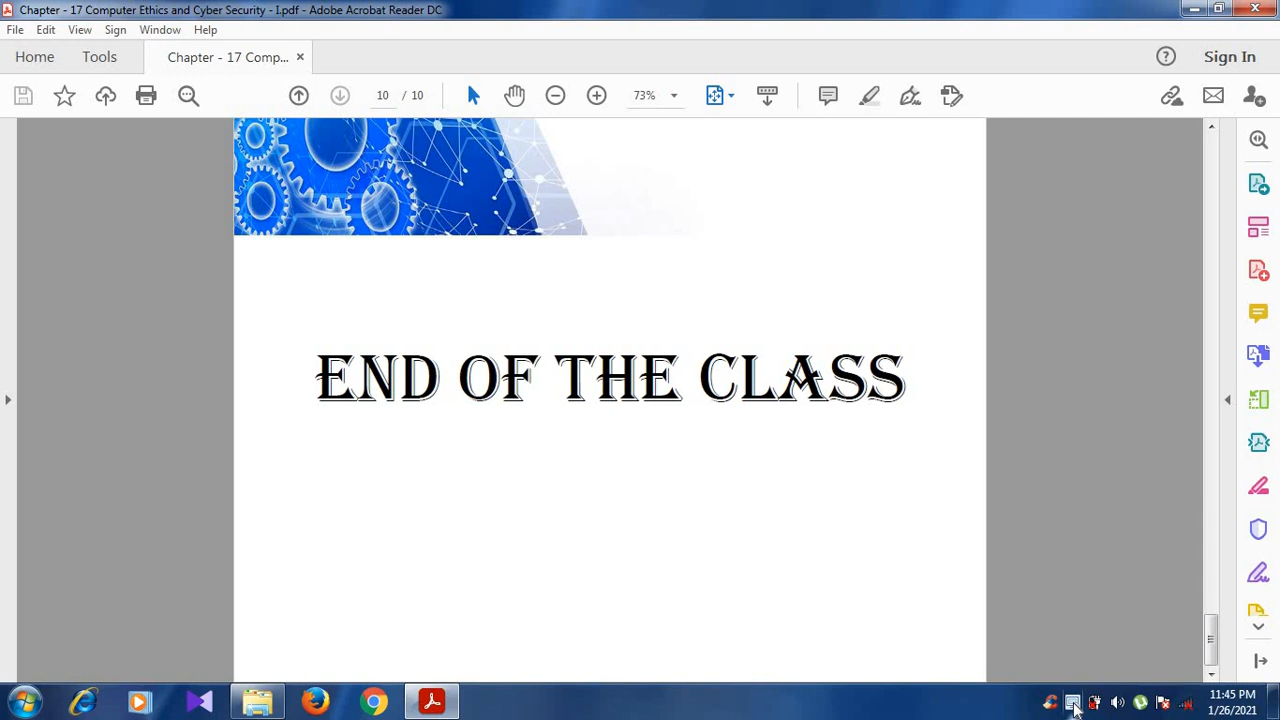 Chapter - 17 Computer Ethics and Cyber Security - I.pdf - Adobe Acrobat Reader DC
File Edit View Sign Window Help
Home Tools Chapter - 17 Comp... × Sign In
10 / 10 73%
END OF THE CLASS
11:45 PM
1/26/2021